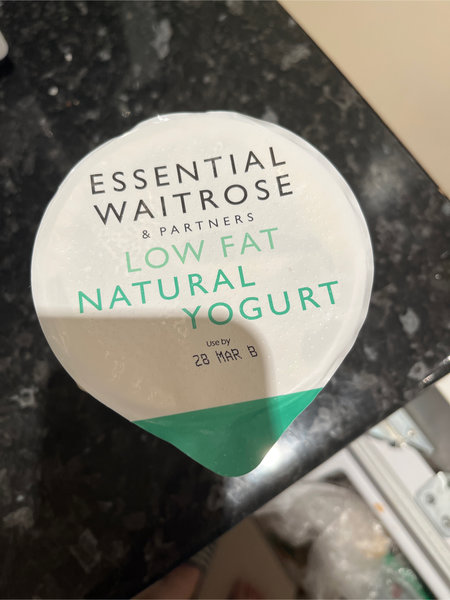 ESSENTIAL
WAITROSE
& PARTNERS
LOW FAT
NATURAL
YOGURT
Use by
28 MAR B